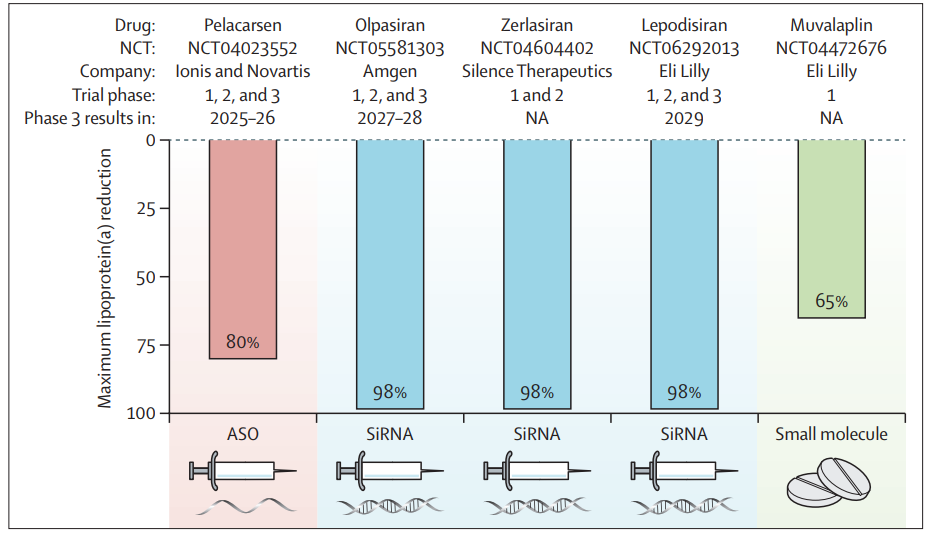 Drug: Pelacarsen Olpasiran Zerlasiran Lepodisiran Muvalaplin
NCT: NCT04023552 NCT05581303 NCT04604402 NCT06292013 NCT04472676
Company: Ionis and Novartis Amgen Silence Therapeutics Eli Lilly Eli Lilly
Trial phase: 1, 2, and 3 1, 2, and 3 1 and 2 1, 2, and 3 1
Phase 3 results in: 2025–26 2027–28 NA 2029 NA
Maximum lipoprotein(a) reduction
0
25
50
75
100
80%
98%
98%
98%
65%
ASO SiRNA SiRNA SiRNA Small molecule